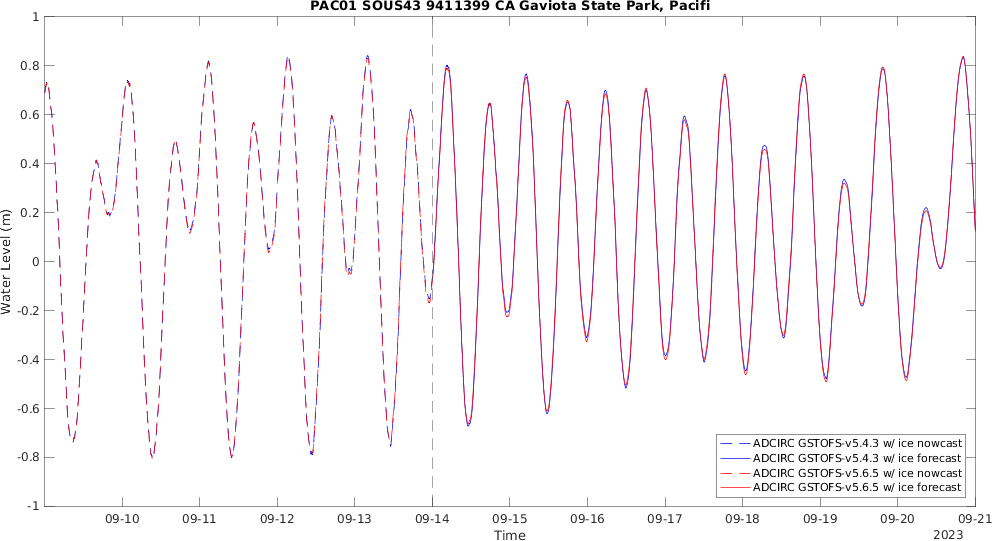 PAC01 SOUS43 9411399 CA Gaviota State Park, Pacifi
1
0.8
0.6
0.4
0.2
0
-0.2
-0.4
-0.6
-0.8
-1
Water Level (m)
ADCIRC GSTOFS-v5.4.3 w/ ice nowcast
ADCIRC GSTOFS-v5.4.3 w/ ice forecast
ADCIRC GSTOFS-v5.6.5 w/ ice nowcast
ADCIRC GSTOFS-v5.6.5 w/ ice forecast
09-10 09-11 09-12 09-13 09-14 09-15 09-16 09-17 09-18 09-19 09-20 09-21
Time
2023